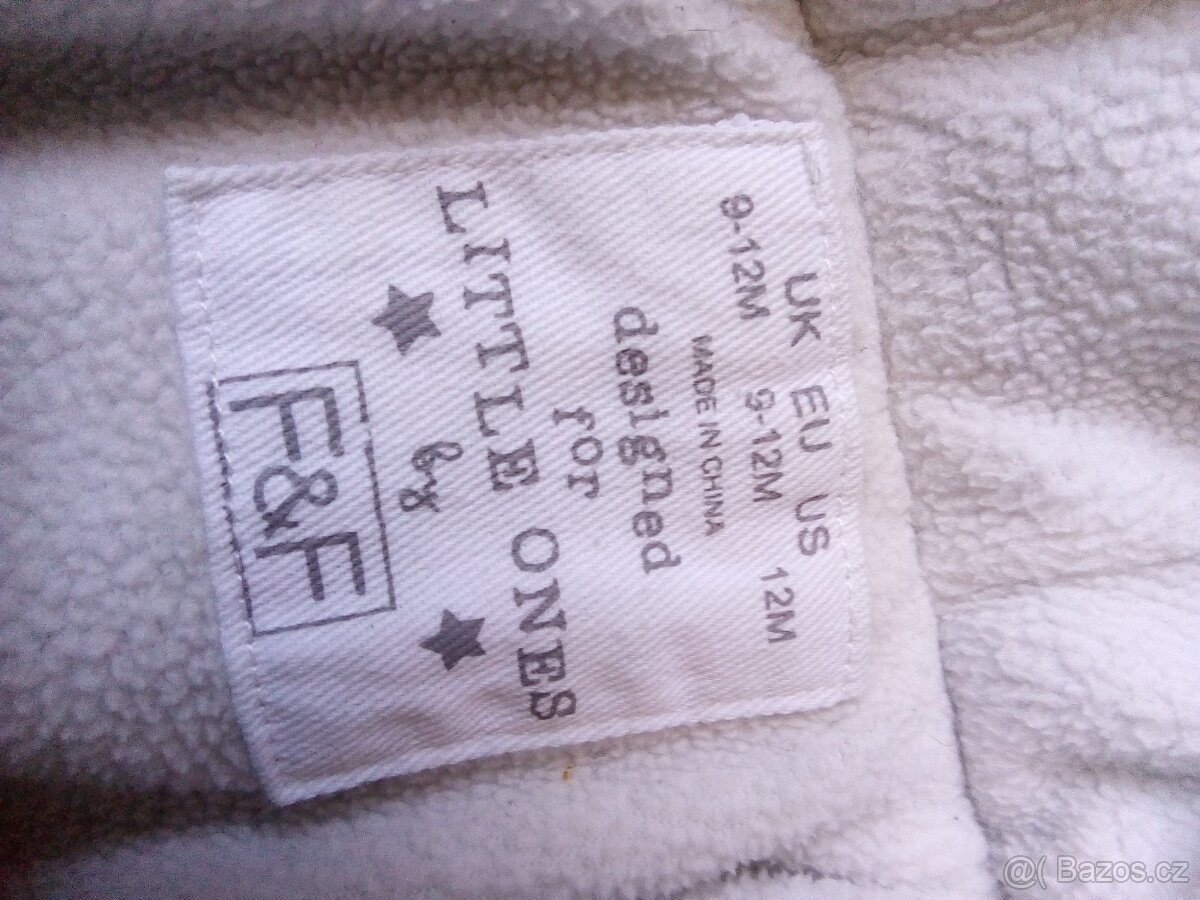 UK EU US
9-12M 9-12M 12M
MADE IN CHINA
designed
for
LITTLE ONES
by
F&F
@( Bazos.cz